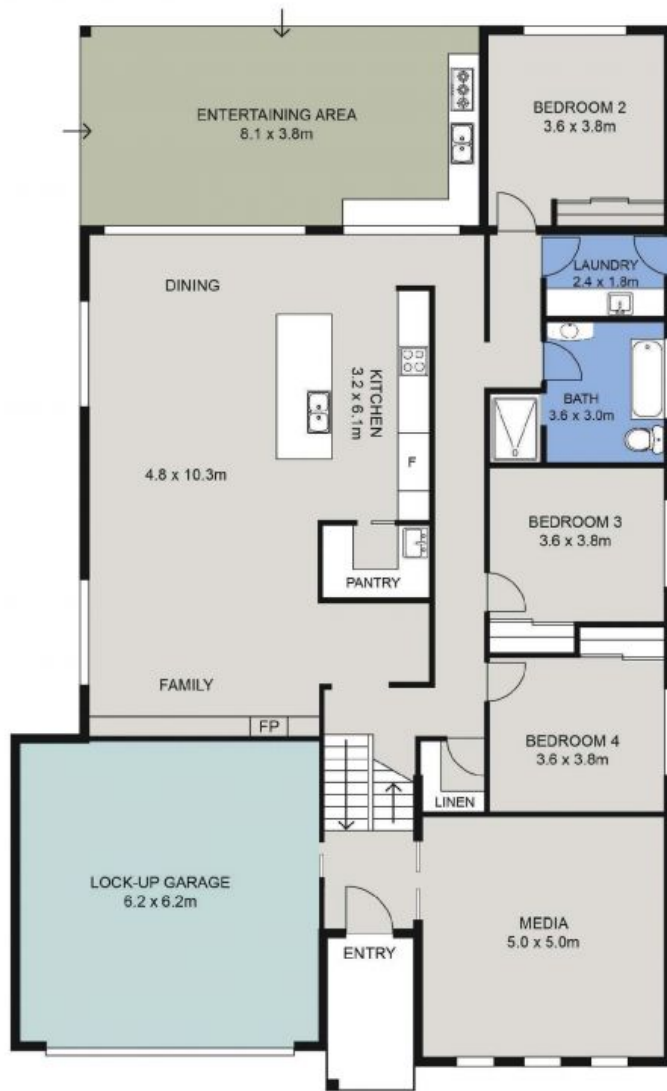 ENTERTAINING AREA
8.1 x 3.8m
BEDROOM 2
3.6 x 3.8m
DINING
LAUNDRY
2.4 x 1.8m
KITCHEN
3.2 x 6.1m
BATH
3.6 x 3.0m
4.8 x 10.3m
F
BEDROOM 3
3.6 x 3.8m
PANTRY
FAMILY
FP
BEDROOM 4
3.6 x 3.8m
LINEN
LOCK-UP GARAGE
6.2 x 6.2m
MEDIA
5.0 x 5.0m
ENTRY